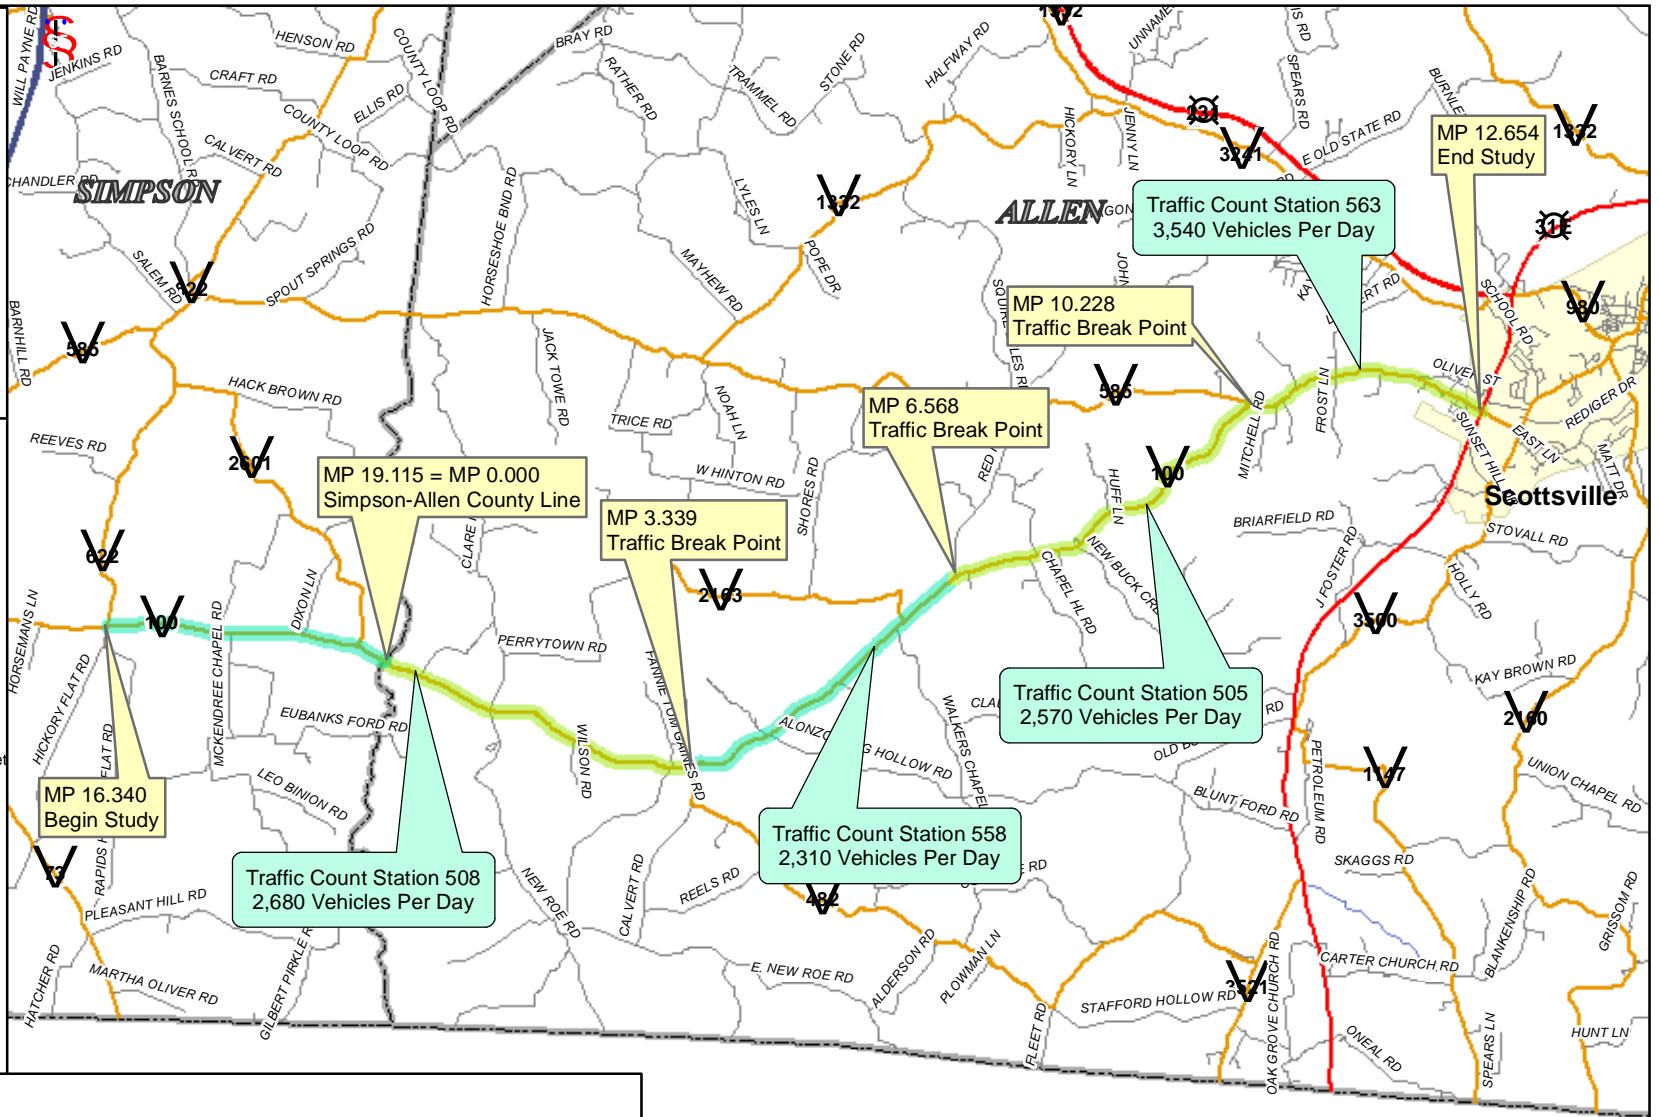 WILL PAYNE RD
JENKINS RD
HENSON RD
COUNTY LOOP RD
BRAY RD
BARNES SCHOOL R
CRAFT RD
ELLIS RD
COUNTY LOOP RD
CALVERT RD
CHANDLER RD
SIMPSON
RATHER RD
TRAMMEL RD
STONE RD
HALFWAY RD
UNNAME
IS RD
SPEARS RD
HICKORY LN
JENNY LN
231
3241
E OLD STATE RD
BURNLE
MP 12.654
End Study
1332
31E
ALLEN
Traffic Count Station 563
3,540 Vehicles Per Day
LYLES LN
1332
POPE DR
MAYHEW RD
HORSESHOE BND RD
SALEM RD
622
SPOUT SPRINGS RD
585
BARNHILL RD
HACK BROWN RD
REEVES RD
2601
JACK TOWE RD
TRICE RD
NOAH LN
W HINTON RD
SHORES RD
MP 10.228
Traffic Break Point
585
MP 6.568
Traffic Break Point
MITCHELL RD
FROST LN
SCHOOL RD
980
OLIVER ST
REDIGER DR
EAST LN
MATT DR
Scottsville
STOVALL RD
BRIARFIELD RD
J FOSTER RD
HOLLY RD
3500
KAY BROWN RD
2160
100
HUFF LN
NEW BUCK CRE
CHAPEL HL RD
MP 19.115 = MP 0.000
Simpson-Allen County Line
MP 3.339
Traffic Break Point
2163
622
100
HORSEMANS LN
MCKENDREE CHAPEL RD
DIXON LN
PERRYTOWN RD
FANNIE TOM GAINES RD
HICKORY FLAT RD
FLAT RD
EUBANKS FORD RD
LEO BINION RD
WILSON RD
ALONZO
G HOLLOW RD
WALKERS CHAPEL
Traffic Count Station 505
2,570 Vehicles Per Day
RD
PETROLEUM RD
1147
UNION CHAPEL RD
BLUNT FORD RD
SKAGGS RD
MP 16.340
Begin Study
73
Traffic Count Station 508
2,680 Vehicles Per Day
Traffic Count Station 558
2,310 Vehicles Per Day
482
PLEASANT HILL RD
HATCHER RD
MARTHA OLIVER RD
GILBERT PIRKLE R
NEW ROE RD
CALVERT RD
REELS RD
E. NEW ROE RD
ALDERSON RD
PLOWMAN LN
FLEET RD
STAFFORD HOLLOW RD
3521
OAK GROVE CHURCH RD
CARTER CHURCH RD
BLANKENSHIP RD
GRISSOM RD
ONEAL RD
SPEARS LN
HUNT LN